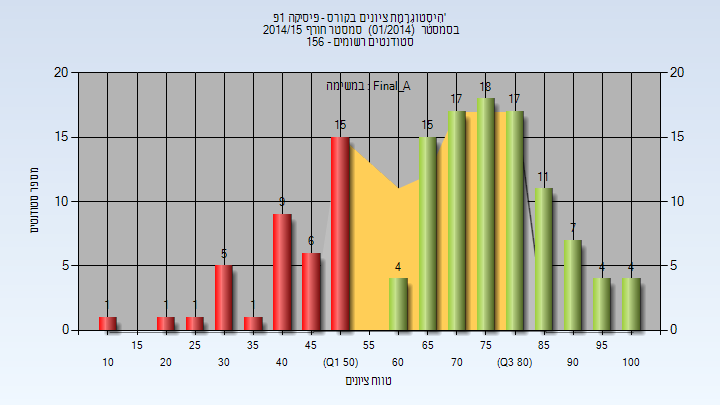 היסטוגרמת ציונים בקורס - פיסיקה 1פ'
בסמסטר (01/2014) סמסטר חורף 2014/15
סטודנטים רשומים - 156
במשימה : Final_A
20 20
15 15
10 10
5 5
0 0
מספר סטודנטים
1 1 1 5 1 9 6 15 4 15 17 18 17 11 7 4 4
15 25 35 45 55 65 75 85 95
10 20 30 40 (Q1 50) 60 70 (Q3 80) 90 100
טווח ציונים